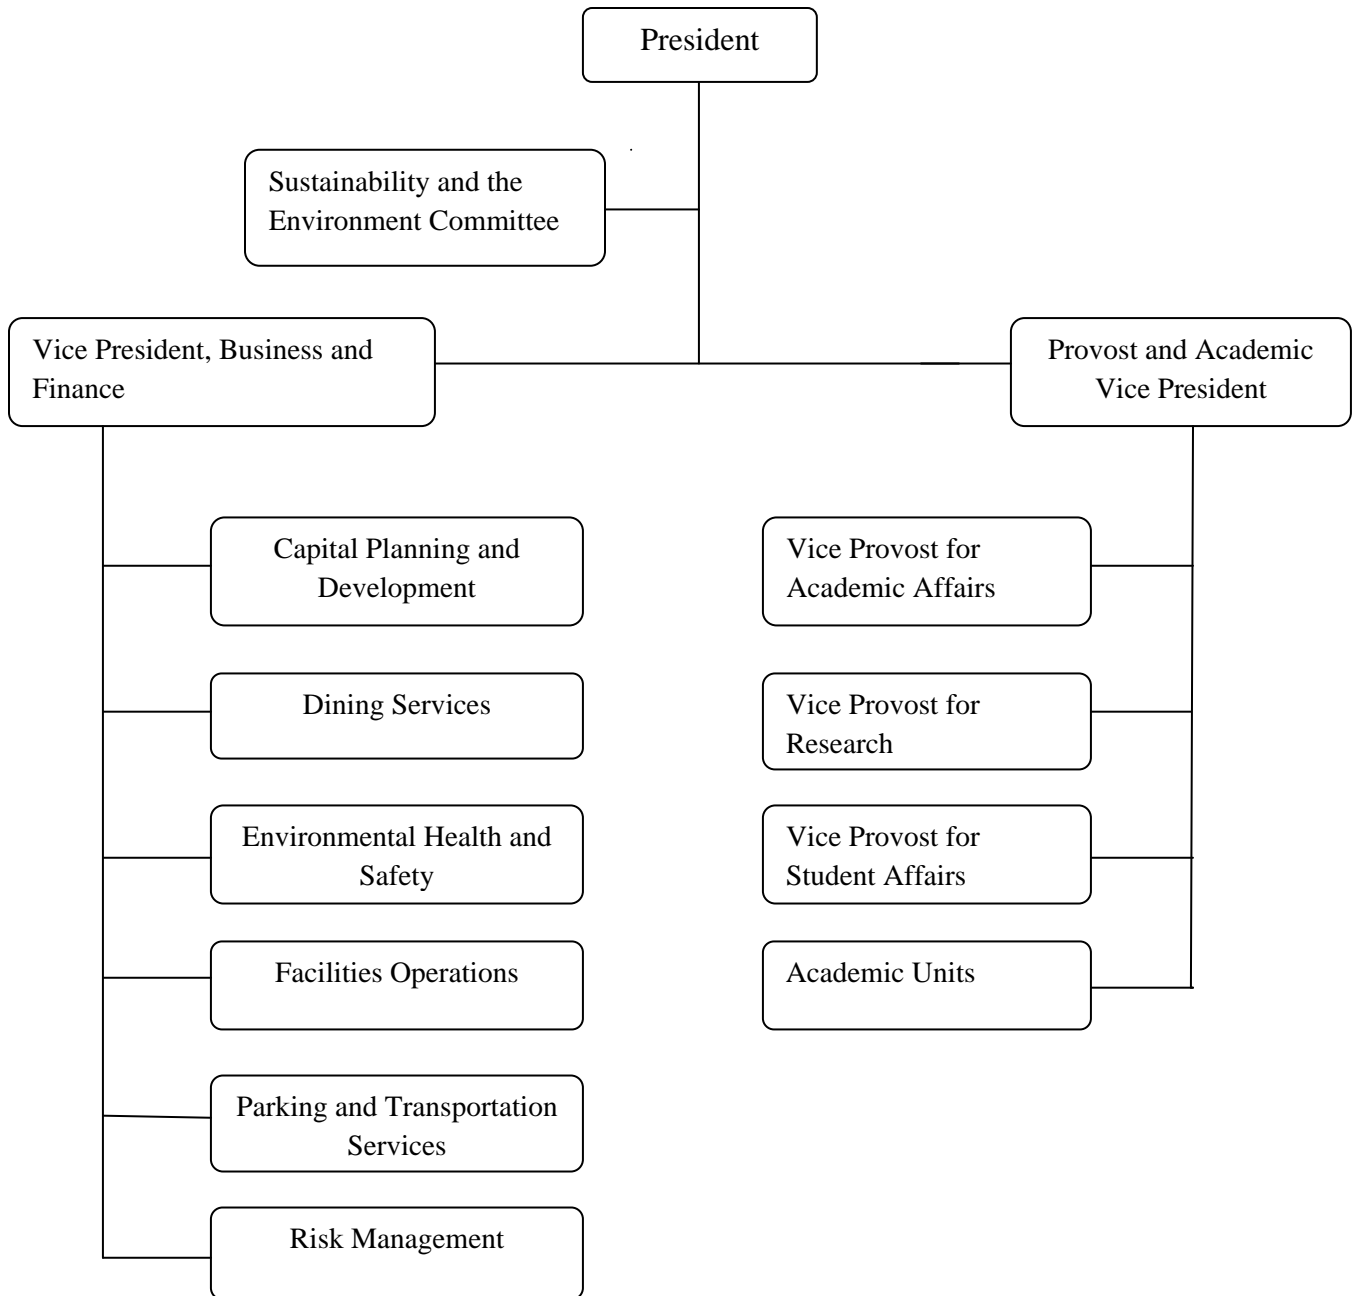 President
Sustainability and the
Environment Committee
Vice President, Business and
Finance
Provost and Academic
Vice President
Capital Planning and
Development
Dining Services
Environmental Health and
Safety
Facilities Operations
Parking and Transportation
Services
Risk Management
Vice Provost for
Academic Affairs
Vice Provost for
Research
Vice Provost for
Student Affairs
Academic Units